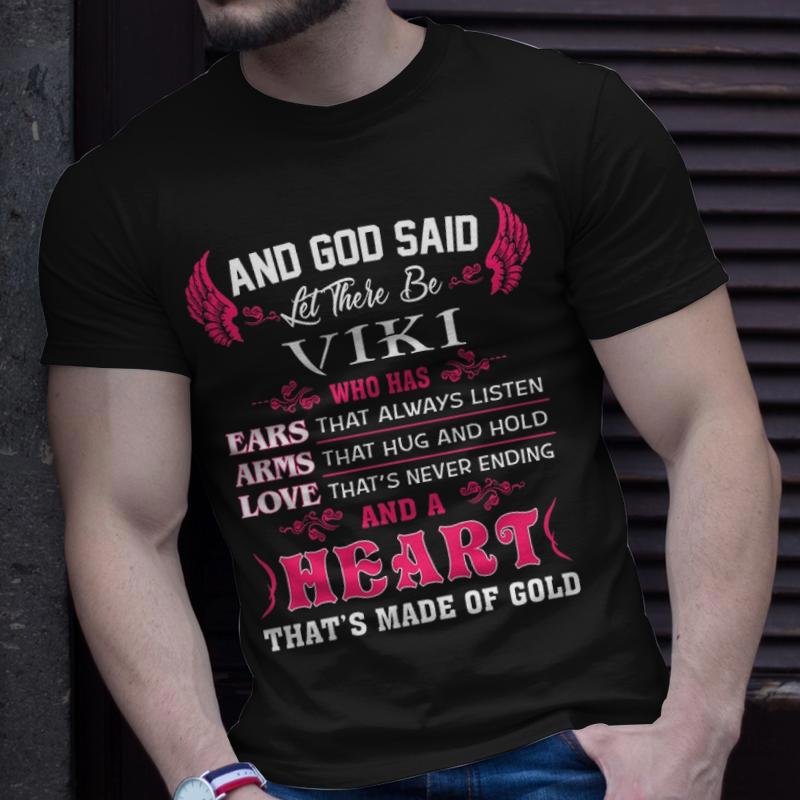 AND GOD SAID
Let There Be
VIKI
WHO HAS
EARS THAT ALWAYS LISTEN
ARMS THAT HUG AND HOLD
LOVE THAT'S NEVER ENDING
AND A
HEART
THAT'S MADE OF GOLD